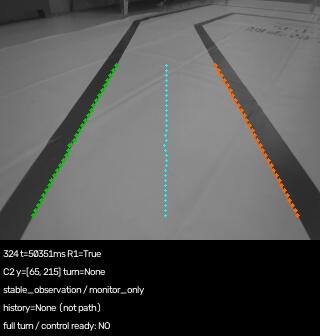 324 t=50351ms R1=True
C2 y=[65, 215] turn=None
stable_observation / monitor_only
history=None (not path)
full turn / control ready: NO